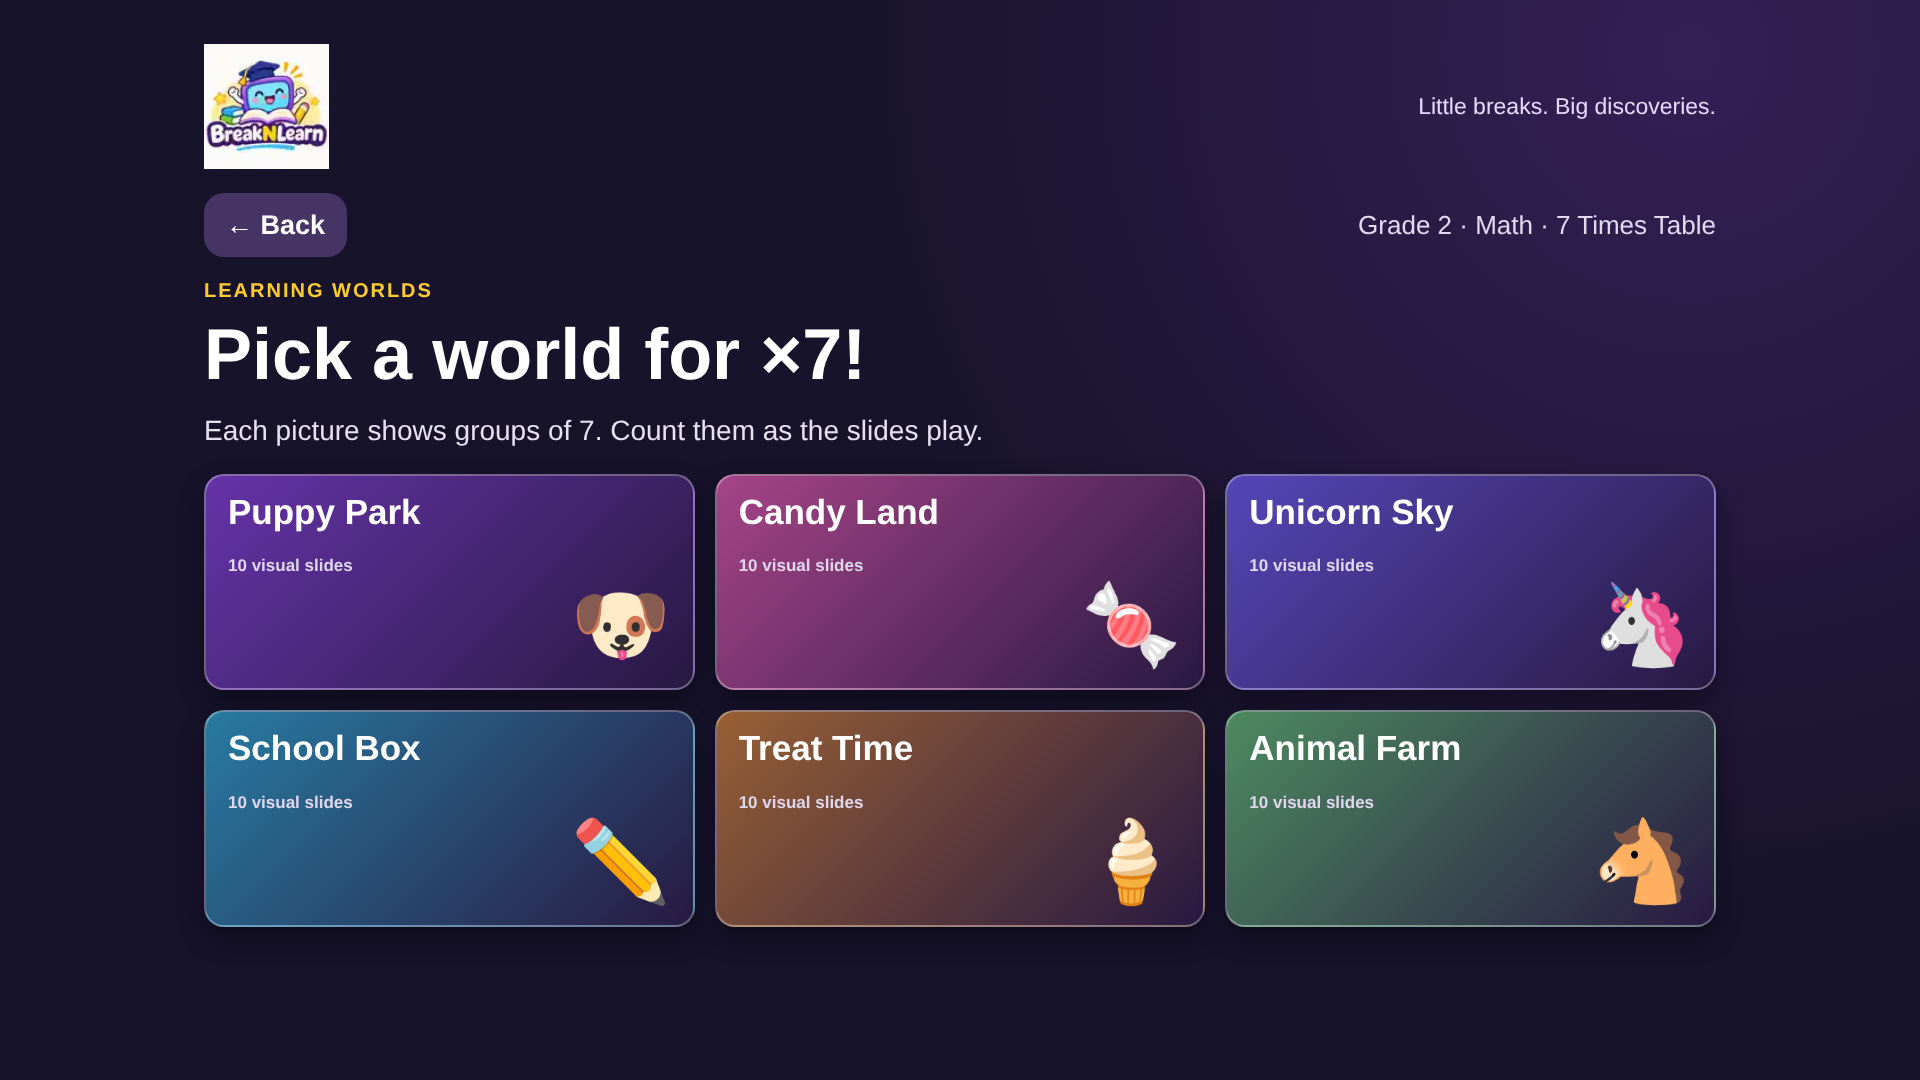 BreakNLearn
Little breaks. Big discoveries.
← Back
Grade 2 · Math · 7 Times Table
LEARNING WORLDS
Pick a world for ×7!
Each picture shows groups of 7. Count them as the slides play.
Puppy Park
10 visual slides
Candy Land
10 visual slides
Unicorn Sky
10 visual slides
School Box
10 visual slides
Treat Time
10 visual slides
Animal Farm
10 visual slides